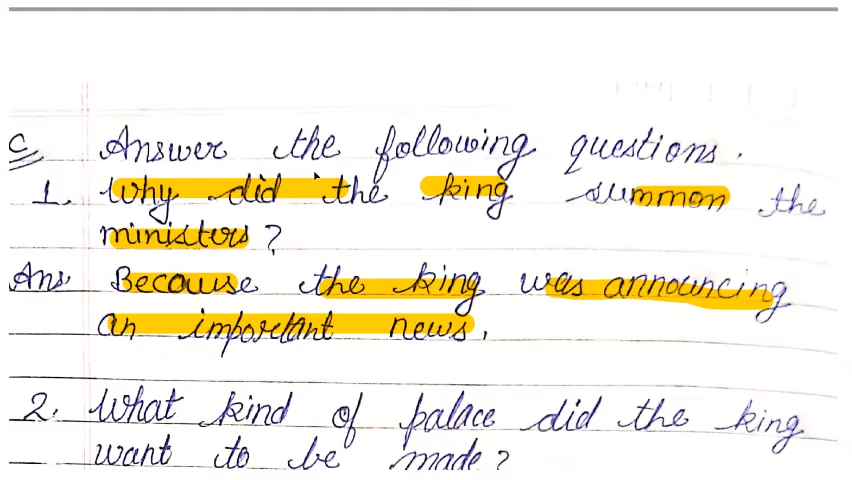 C Answer the following questions.
1. Why did the king summon the
ministers?
Ans. Because the king was announcing
an important news.
2. What kind of palace did the king
want to be made?